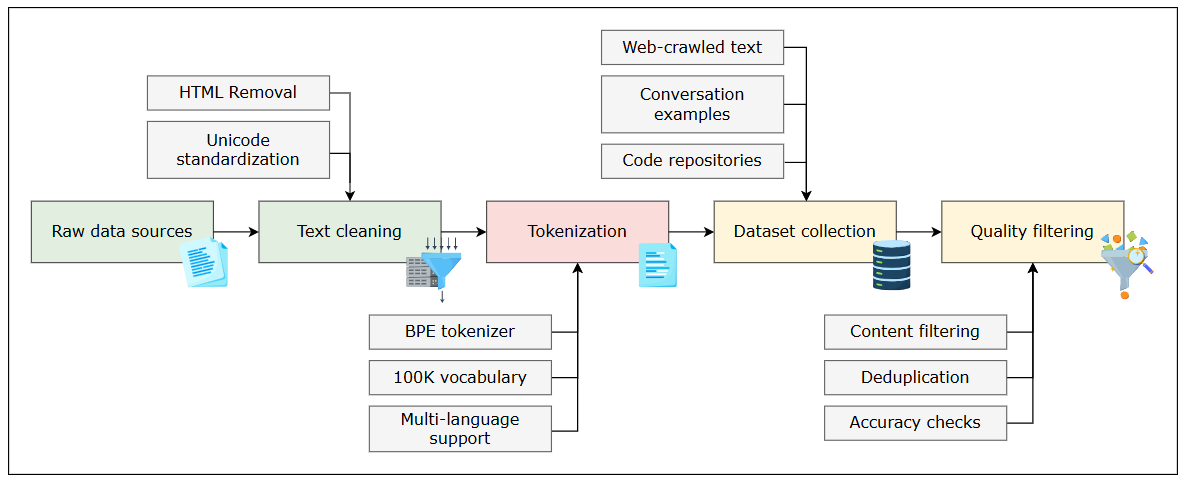 Web-crawled text
HTML Removal
Conversation
examples
Unicode
standardization
Code repositories
Raw data sources
Text cleaning
Tokenization
Dataset collection
Quality filtering
BPE tokenizer
Content filtering
100K vocabulary
Deduplication
Multi-language
support
Accuracy checks